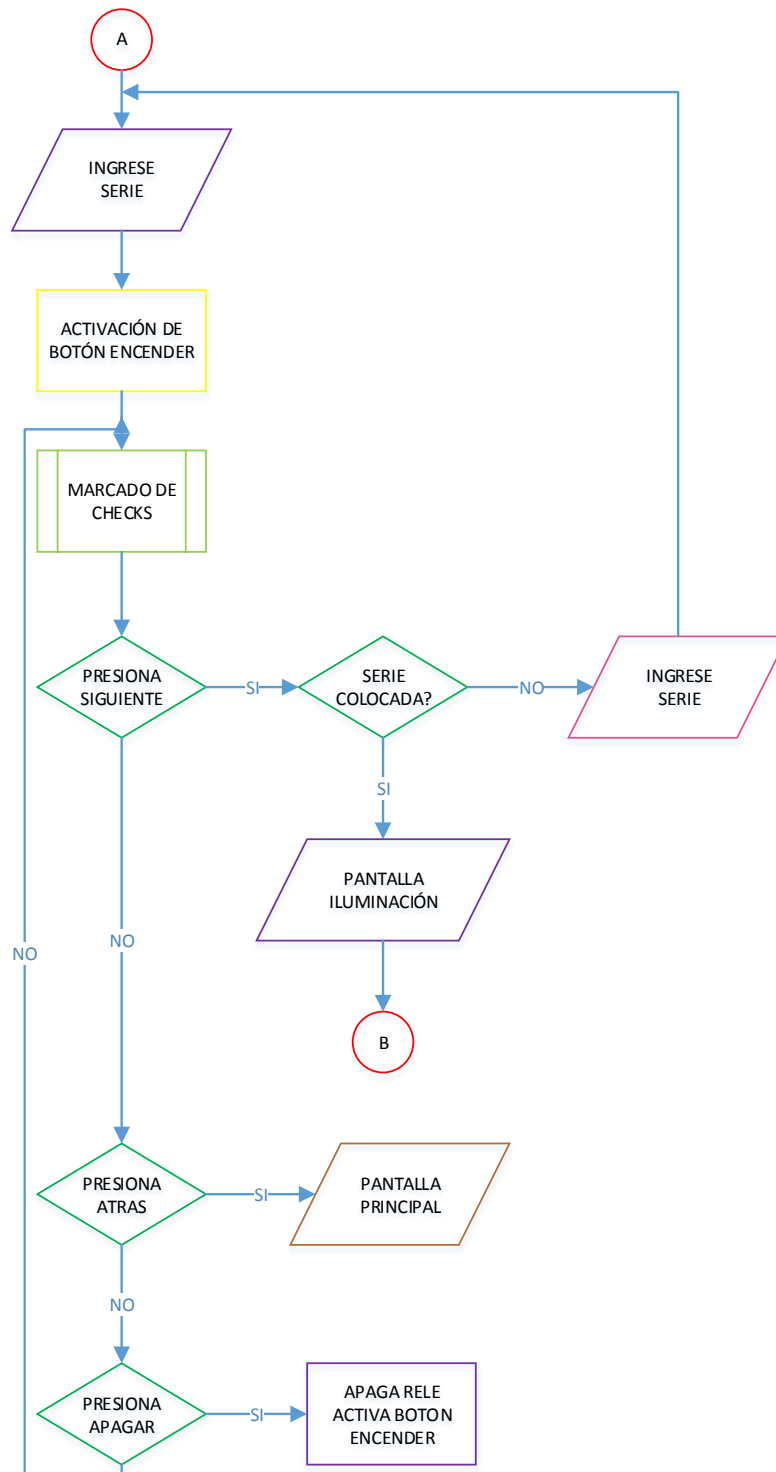 A
INGRESE
SERIE
ACTIVACIÓN DE
BOTÓN ENCENDER
MARCADO DE
CHECKS
PRESIONA
SIGUIENTE
SI
SERIE
COLOCADA?
NO
INGRESE
SERIE
SI
PANTALLA
ILUMINACIÓN
NO
NO
B
PRESIONA
ATRAS
SI
PANTALLA
PRINCIPAL
NO
PRESIONA
APAGAR
SI
APAGA RELE
ACTIVA BOTON
ENCENDER